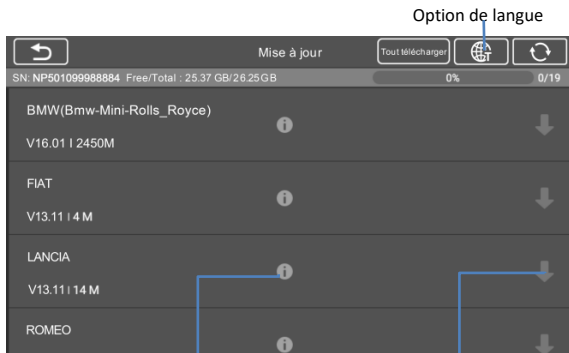 Option de langue
Mise à jour
Tout télécharger
SN: NP501099988884 Free/Total : 25.37 GB/26.25GB 0% 0/19
BMW(Bmw-Mini-Rolls_Royce)
V16.01 I 2450M
FIAT
V13.11 I 4 M
LANCIA
V13.11 I 14 M
ROMEO